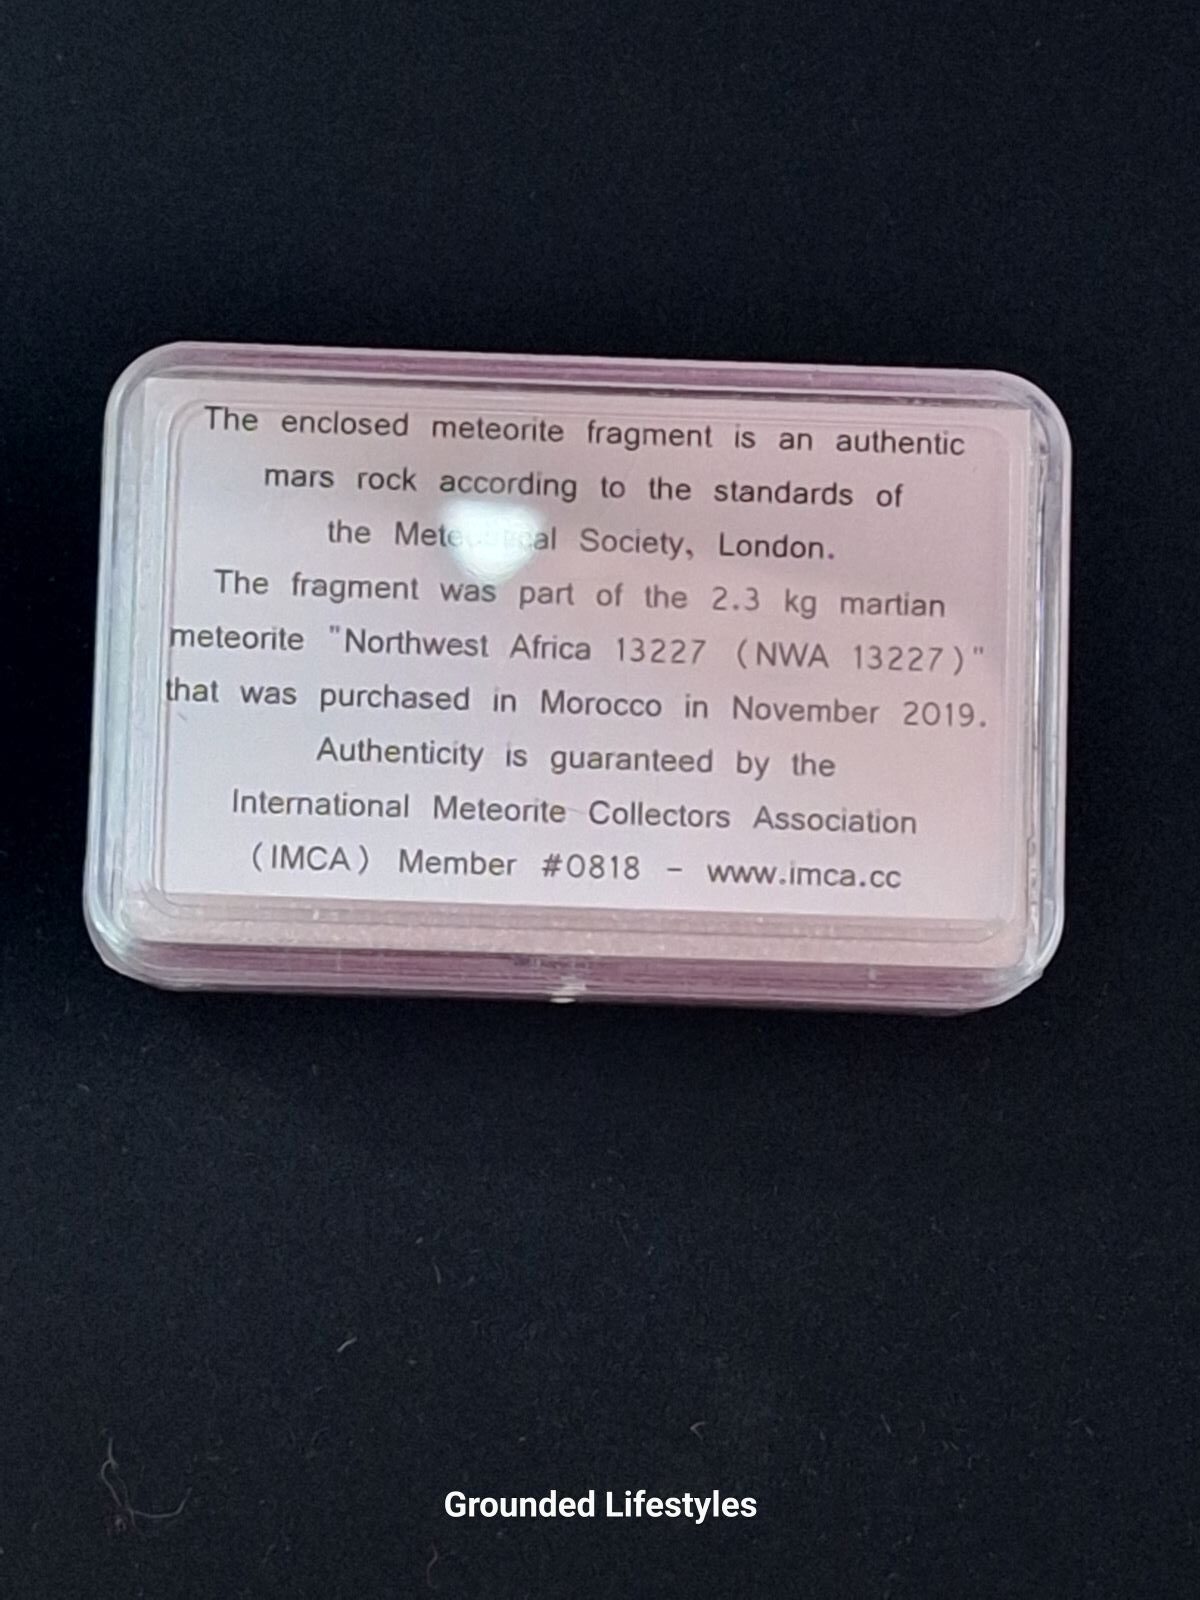 The enclosed meteorite fragment is an authentic
mars rock according to the standards of
the Society, London.
The fragment was part of the 2.3 kg martian
meteorite "Northwest Africa 13227 (NWA 13227)"
that was purchased in Morocco in November 2019.
Authenticity is guaranteed by the
International Meteorite Collectors Association
(IMCA) Member #0818 - www.imca.cc
Grounded Lifestyles